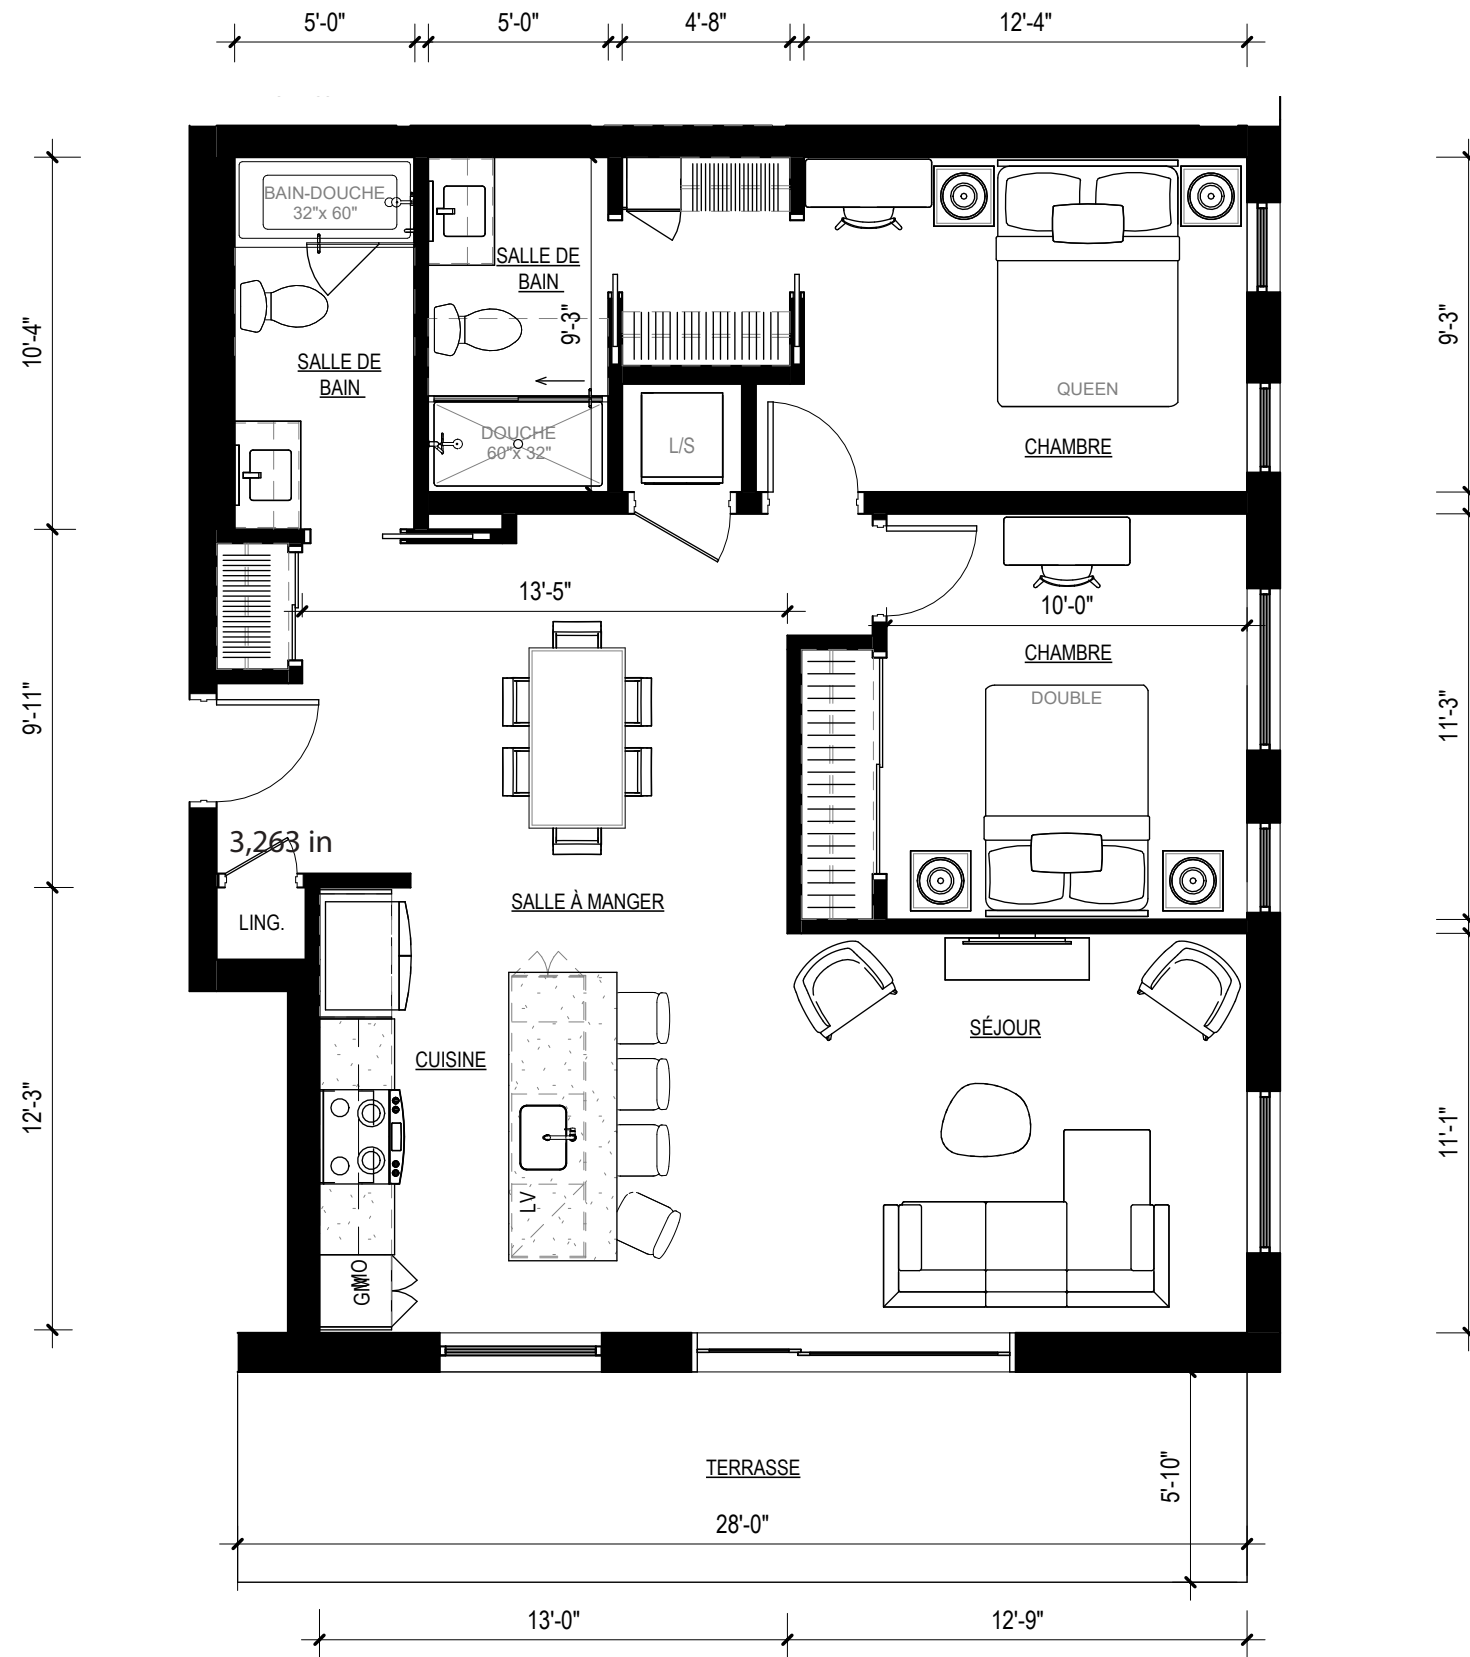 5'-0"
5'-0"
4'-8"
12'-4"
BAIN-DOUCHE
32"x 60"
SALLE DE
BAIN
9'-3"
10'-4"
SALLE DE
BAIN
9'-3"
QUEEN
DOUCHE
60"x 32"
L/S
CHAMBRE
13'-5"
10'-0"
CHAMBRE
DOUBLE
9'-11"
11'-3"
3,263 in
SALLE À MANGER
LING.
SÉJOUR
CUISINE
12'-3"
11'-1"
LV
TERRASSE
5'-10"
28'-0"
13'-0"
12'-9"